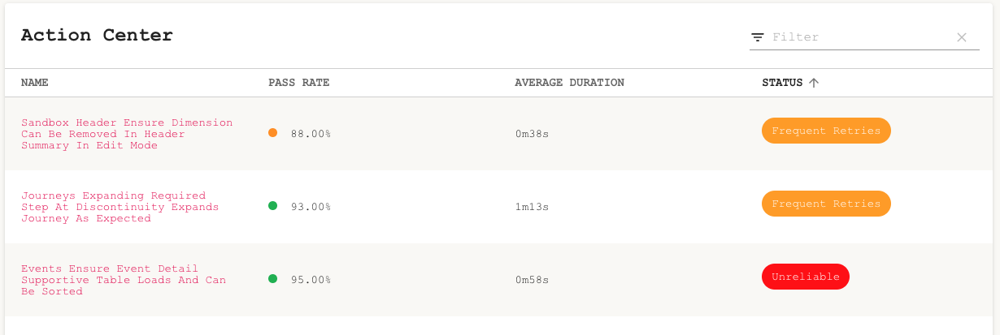 Action Center
Filter
NAME PASS RATE AVERAGE DURATION STATUS
Sandbox Header Ensure Dimension
Can Be Removed In Header
Summary In Edit Mode
88.00% 0m38s Frequent Retries
Journeys Expanding Required
Step At Discontinuity Expands
Journey As Expected
93.00% 1m13s Frequent Retries
Events Ensure Event Detail
Supportive Table Loads And Can
Be Sorted
95.00% 0m58s Unreliable